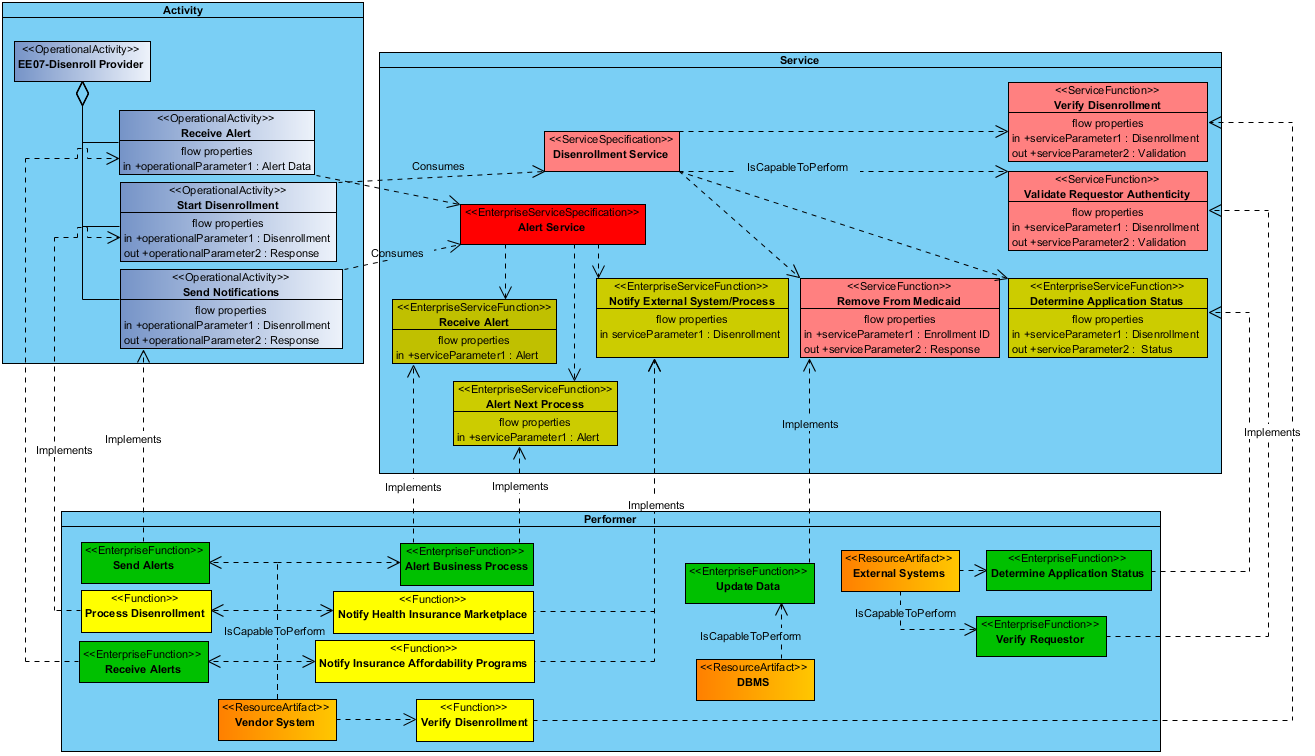 Activity
<<OperationalActivity>>
EE07-Disenroll Provider
<<OperationalActivity>>
Receive Alert
flow properties
in +operationalParameter1 : Alert Data
<<OperationalActivity>>
Start Disenrollment
flow properties
in +operationalParameter1 : Disenrollment
out +operationalParameter2 : Response
<<OperationalActivity>>
Send Notifications
flow properties
in +operationalParameter1 : Disenrollment
out +operationalParameter2 : Response
Consumes
Consumes
Service
<<ServiceSpecification>>
Disenrollment Service
<<EnterpriseServiceSpecification>>
Alert Service
IsCapableToPerform
<<ServiceFunction>>
Verify Disenrollment
flow properties
in +serviceParameter1 : Disenrollment
out +serviceParameter2 : Validation
<<ServiceFunction>>
Validate Requestor Authenticity
flow properties
in +serviceParameter1 : Disenrollment
out +serviceParameter2 : Validation
<<EnterpriseServiceFunction>>
Receive Alert
flow properties
in +serviceParameter1 : Alert
<<EnterpriseServiceFunction>>
Notify External System/Process
flow properties
in serviceParameter1 : Disenrollment
<<ServiceFunction>>
Remove From Medicaid
flow properties
in +serviceParameter1 : Enrollment ID
out +serviceParameter2 : Response
<<EnterpriseServiceFunction>>
Determine Application Status
flow properties
in +serviceParameter1 : Disenrollment
out +serviceParameter2 :  Status
<<EnterpriseServiceFunction>>
Alert Next Process
flow properties
in +serviceParameter1 : Alert
Implements
Implements
Implements
Implements
Implements
Implements
Implements
Performer
<<EnterpriseFunction>>
Send Alerts
<<EnterpriseFunction>>
Alert Business Process
<<Function>>
Process Disenrollment
<<Function>>
Notify Health Insurance Marketplace
IsCapableToPerform
<<EnterpriseFunction>>
Receive Alerts
<<Function>>
Notify Insurance Affordability Programs
<<ResourceArtifact>>
Vendor System
<<Function>>
Verify Disenrollment
<<EnterpriseFunction>>
Update Data
IsCapableToPerform
<<ResourceArtifact>>
DBMS
<<ResourceArtifact>>
External Systems
<<EnterpriseFunction>>
Determine Application Status
IsCapableToPerform
<<EnterpriseFunction>>
Verify Requestor